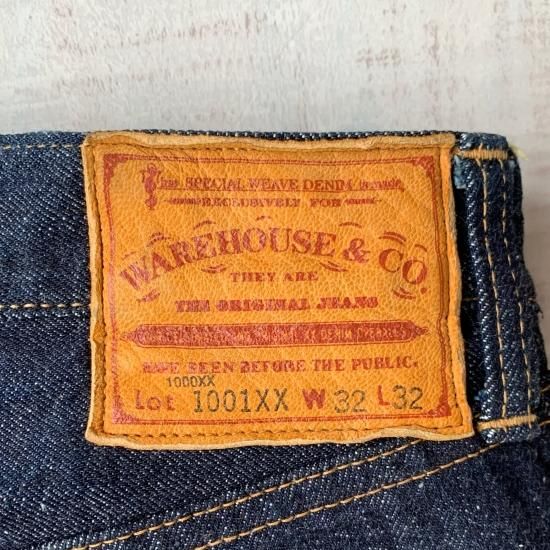 SPECIAL WEAVE DENIM
EXCLUSIVELY FOR
WAREHOUSE & CO.
THEY ARE
THE ORIGINAL JEANS
HAVE BEEN BEFORE THE PUBLIC.
1000XX
Lot 1001XX W 32 L 32